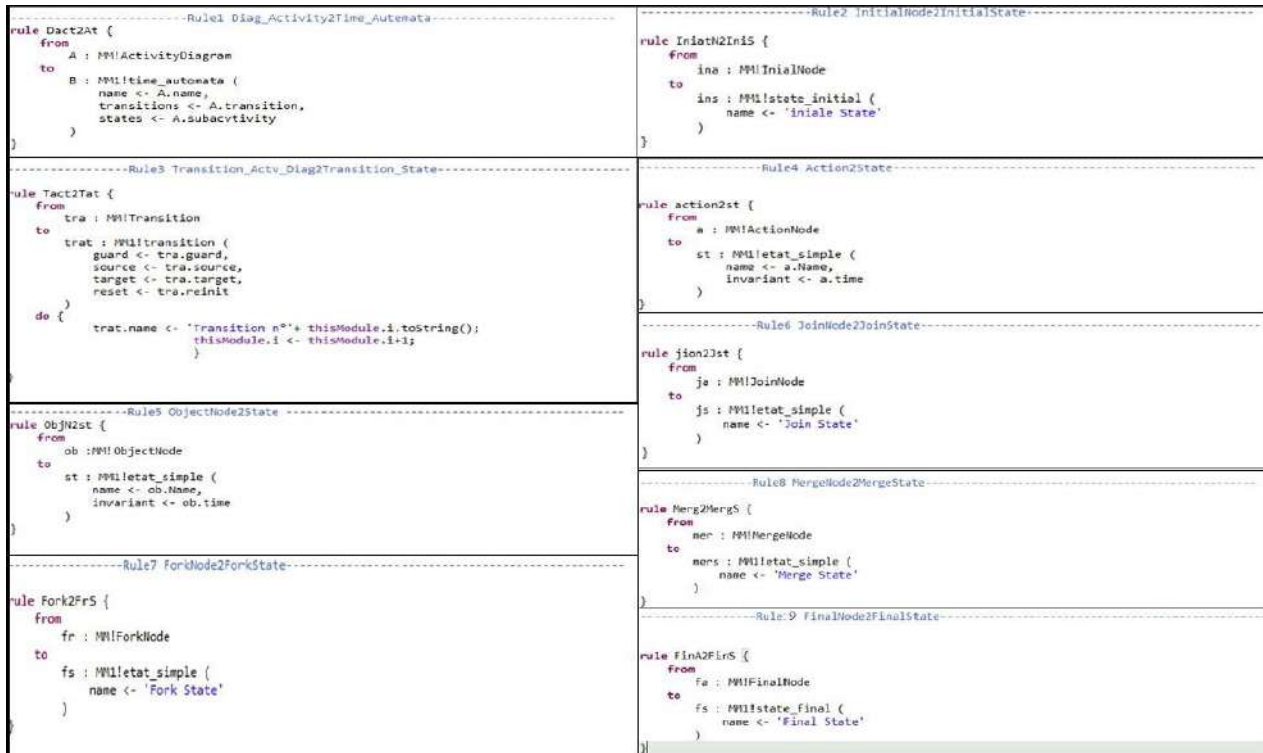 --------------------Rule1 Diag_Activity2Time_Automata--------------------
rule Dact2At {
from
A : MM!ActivityDiagram
to
B : MM1!time_automata (
name <- A.name,
transitions <- A.transition,
states <- A.subacvtivity
)
}
--------------------Rule2 InitialNode2InitialState--------------------
rule IniatN2IniS {
from
ina : MM!InialNode
to
ins : MM1!state_initial (
name <- 'iniale State'
)
}
--------------------Rule3 Transition_Actv_Diag2Transition_State--------------------
rule Tact2Tat {
from
tra : MM!Transition
to
trat : MM1!transition (
guard <- tra.guard,
source <- tra.source,
target <- tra.target,
reset <- tra.reinit
)
do {
trat.name <- 'Transition n°'+ thisModule.i.toString();
thisModule.i <- thisModule.i+1;
}
}
--------------------Rule4 Action2State--------------------
rule action2st {
from
a : MM!ActionNode
to
st : MM1!etat_simple (
name <- a.Name,
invariant <- a.time
)
}
--------------------Rule5 ObjectNode2State --------------------
rule ObjN2st {
from
ob :MM!ObjectNode
to
st : MM1!etat_simple (
name <- ob.Name,
invariant <- ob.time
)
}
--------------------Rule6 JoinNode2JoinState--------------------
rule jion2Jst {
from
ja : MM!JoinNode
to
js : MM1!etat_simple (
name <- 'Join State'
)
}
--------------------Rule7 ForkNode2ForkState--------------------
rule Fork2FrS {
from
fr : MM!ForkNode
to
fs : MM1!etat_simple (
name <- 'Fork State'
)
}
--------------------Rule8 MergeNode2MergeState--------------------
rule Merg2MergS {
from
mer : MM!MergeNode
to
mers : MM1!etat_simple (
name <- 'Merge State'
)
}
--------------------Rule 9 FinalNode2FinalState--------------------
rule FinA2FinS {
from
fa : MM!FinalNode
to
fs : MM1!state_final (
name <- 'Final State'
)
}